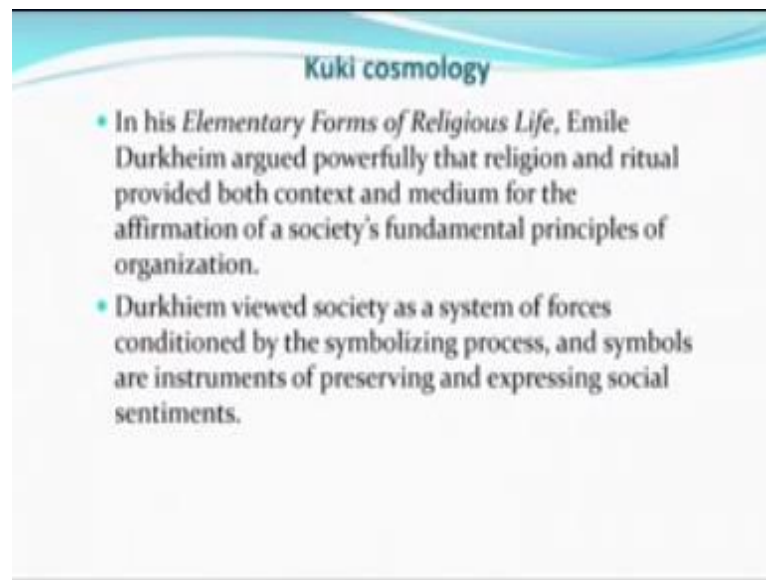 Kuki cosmology
• In his Elementary Forms of Religious Life, Emile
Durkheim argued powerfully that religion and ritual
provided both context and medium for the
affirmation of a society's fundamental principles of
organization.
• Durkhiem viewed society as a system of forces
conditioned by the symbolizing process, and symbols
are instruments of preserving and expressing social
sentiments.